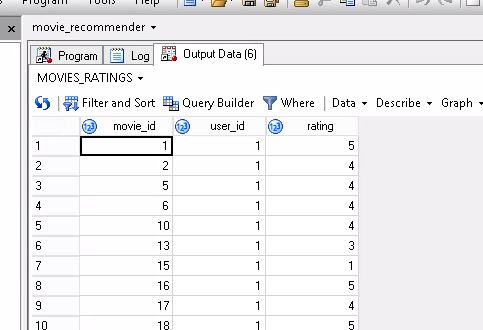 Program Tools Help
movie_recommender
Program Log Output Data (6)
MOVIES_RATINGS
Filter and Sort Query Builder Where Data Describe Graph
movie_id user_id rating
1 1 1 5
2 2 1 4
3 5 1 4
4 6 1 4
5 10 1 4
6 13 1 3
7 15 1 1
8 16 1 5
9 17 1 4
10 18 1 5